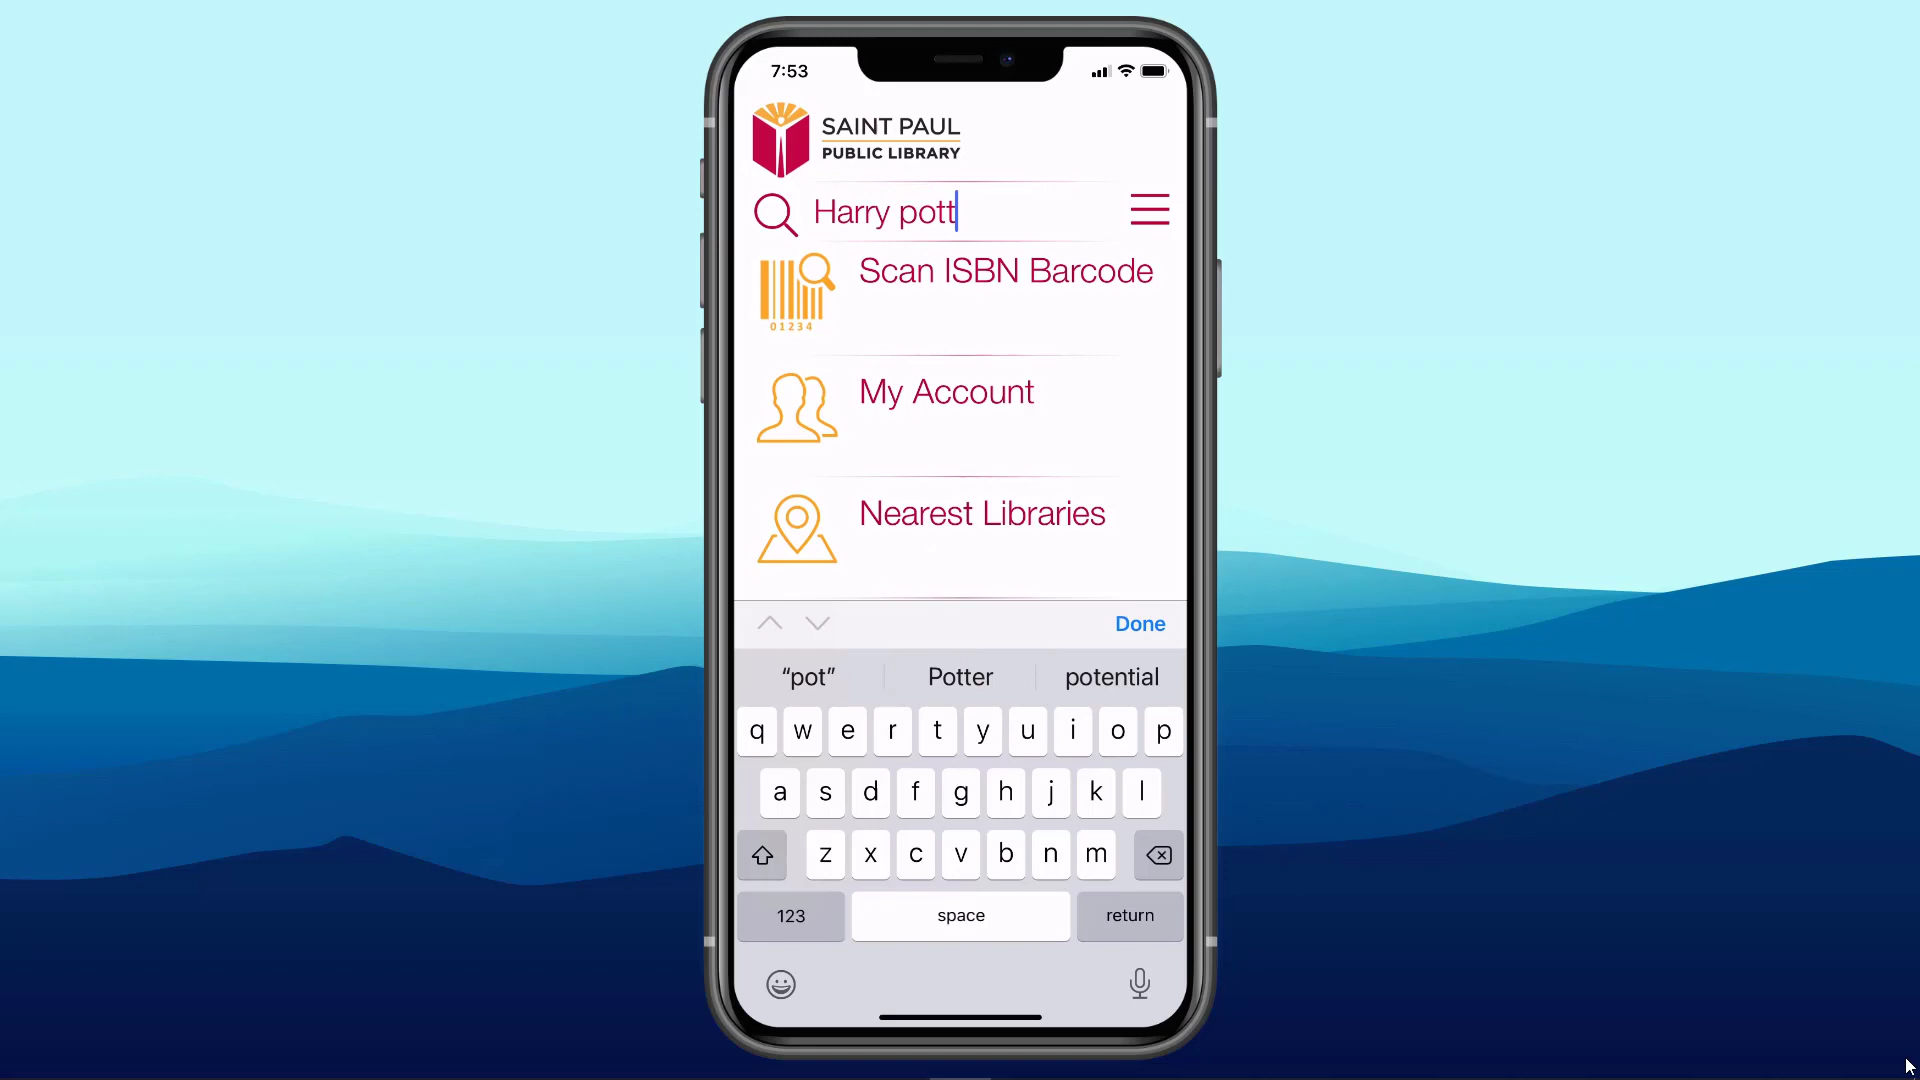 7:53
SAINT PAUL
PUBLIC LIBRARY
Harry pott
Scan ISBN Barcode
01234
My Account
Nearest Libraries
Done
“pot” Potter potential
q w e r t y u i o p
a s d f g h j k l
z x c v b n m
123 space return